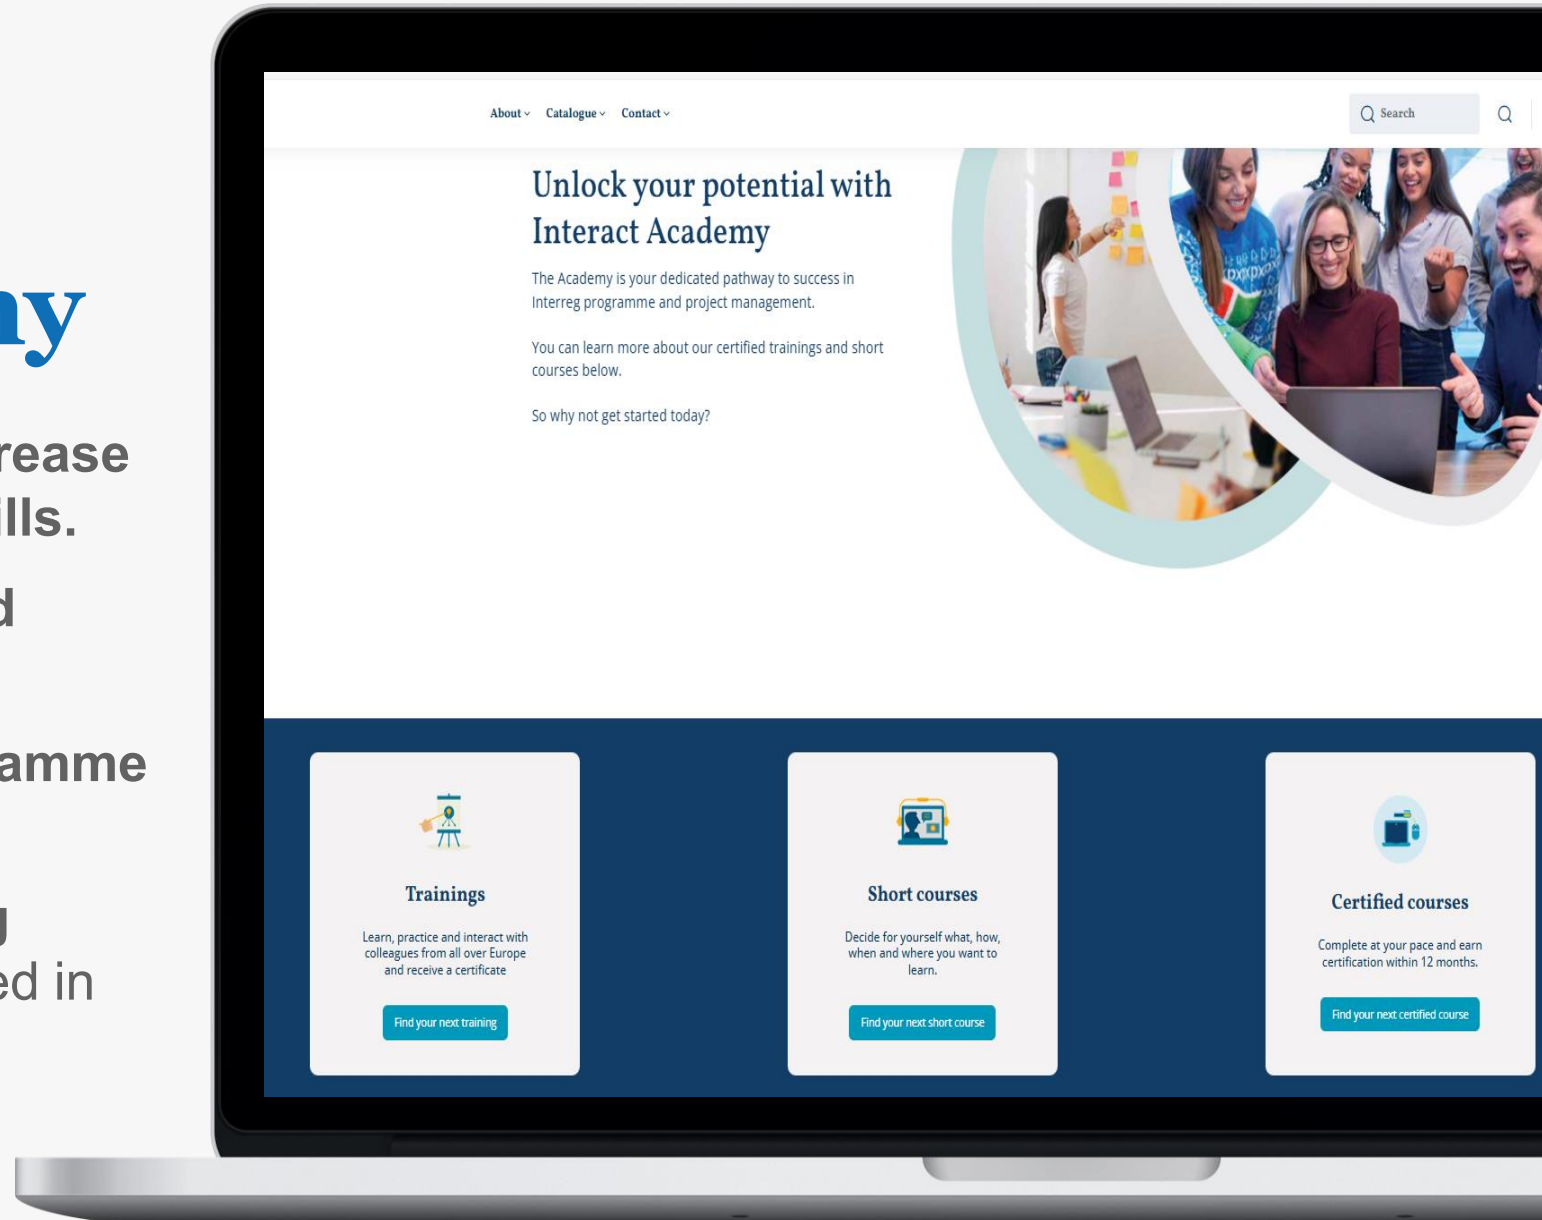 ny
rease
ills.
d
amme
g
ed in
About
Catalogue
Contact
Search
Unlock your potential with
Interact Academy
The Academy is your dedicated pathway to success in
Interreg programme and project management.
You can learn more about our certified trainings and short
courses below.
So why not get started today?
Trainings
Learn, practice and interact with
colleagues from all over Europe
and receive a certificate
Find your next training
Short courses
Decide for yourself what, how,
when and where you want to
learn.
Find your next short course
Certified courses
Complete at your pace and earn
certification within 12 months.
Find your next certified course